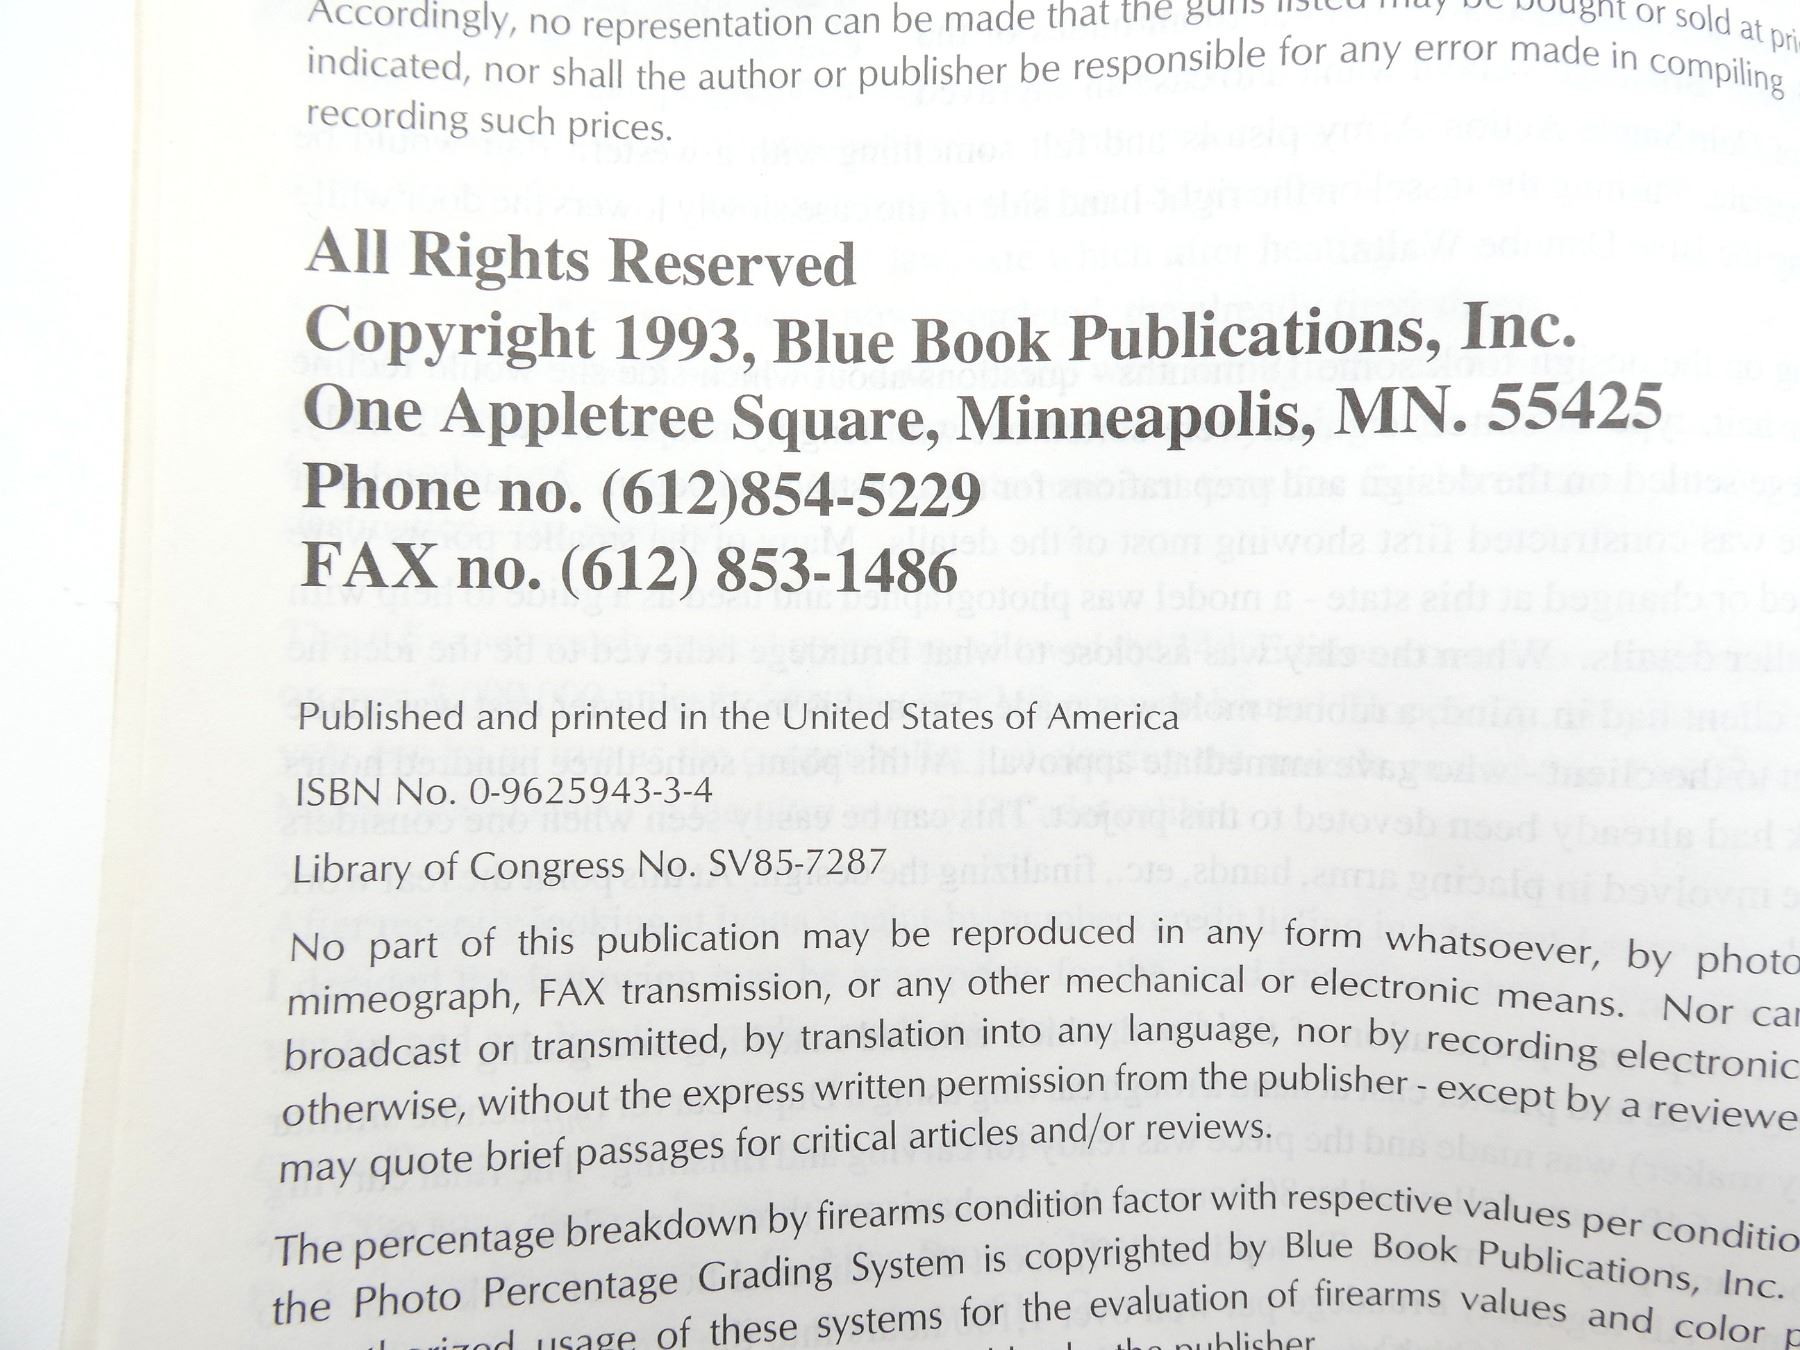 Accordingly, no representation can be made that the guns listed may be bought or sold at
indicated, nor shall the author or publisher be responsible for any error made in compiling
recording such prices.
All Rights Reserved
Copyright 1993, Blue Book Publications, Inc.
One Appletree Square, Minneapolis, MN. 55425
Phone no. (612)854-5229
FAX no. (612) 853-1486
Published and printed in the United States of America
ISBN No. 0-9625943-3-4
Library of Congress No. SV85-7287
No part of this publication may be reproduced in any form whatsoever, by photo
mimeograph, FAX transmission, or any other mechanical or electronic means. Nor can
broadcast or transmitted, by translation into any language, nor by recording electronic
otherwise, without the express written permission from the publisher - except by a reviewe
may quote brief passages for critical articles and/or reviews.
The percentage breakdown by firearms condition factor with respective values per conditio
the Photo Percentage Grading System is copyrighted by Blue Book Publications, Inc.
usage of these systems for the evaluation of firearms values and color
the publisher